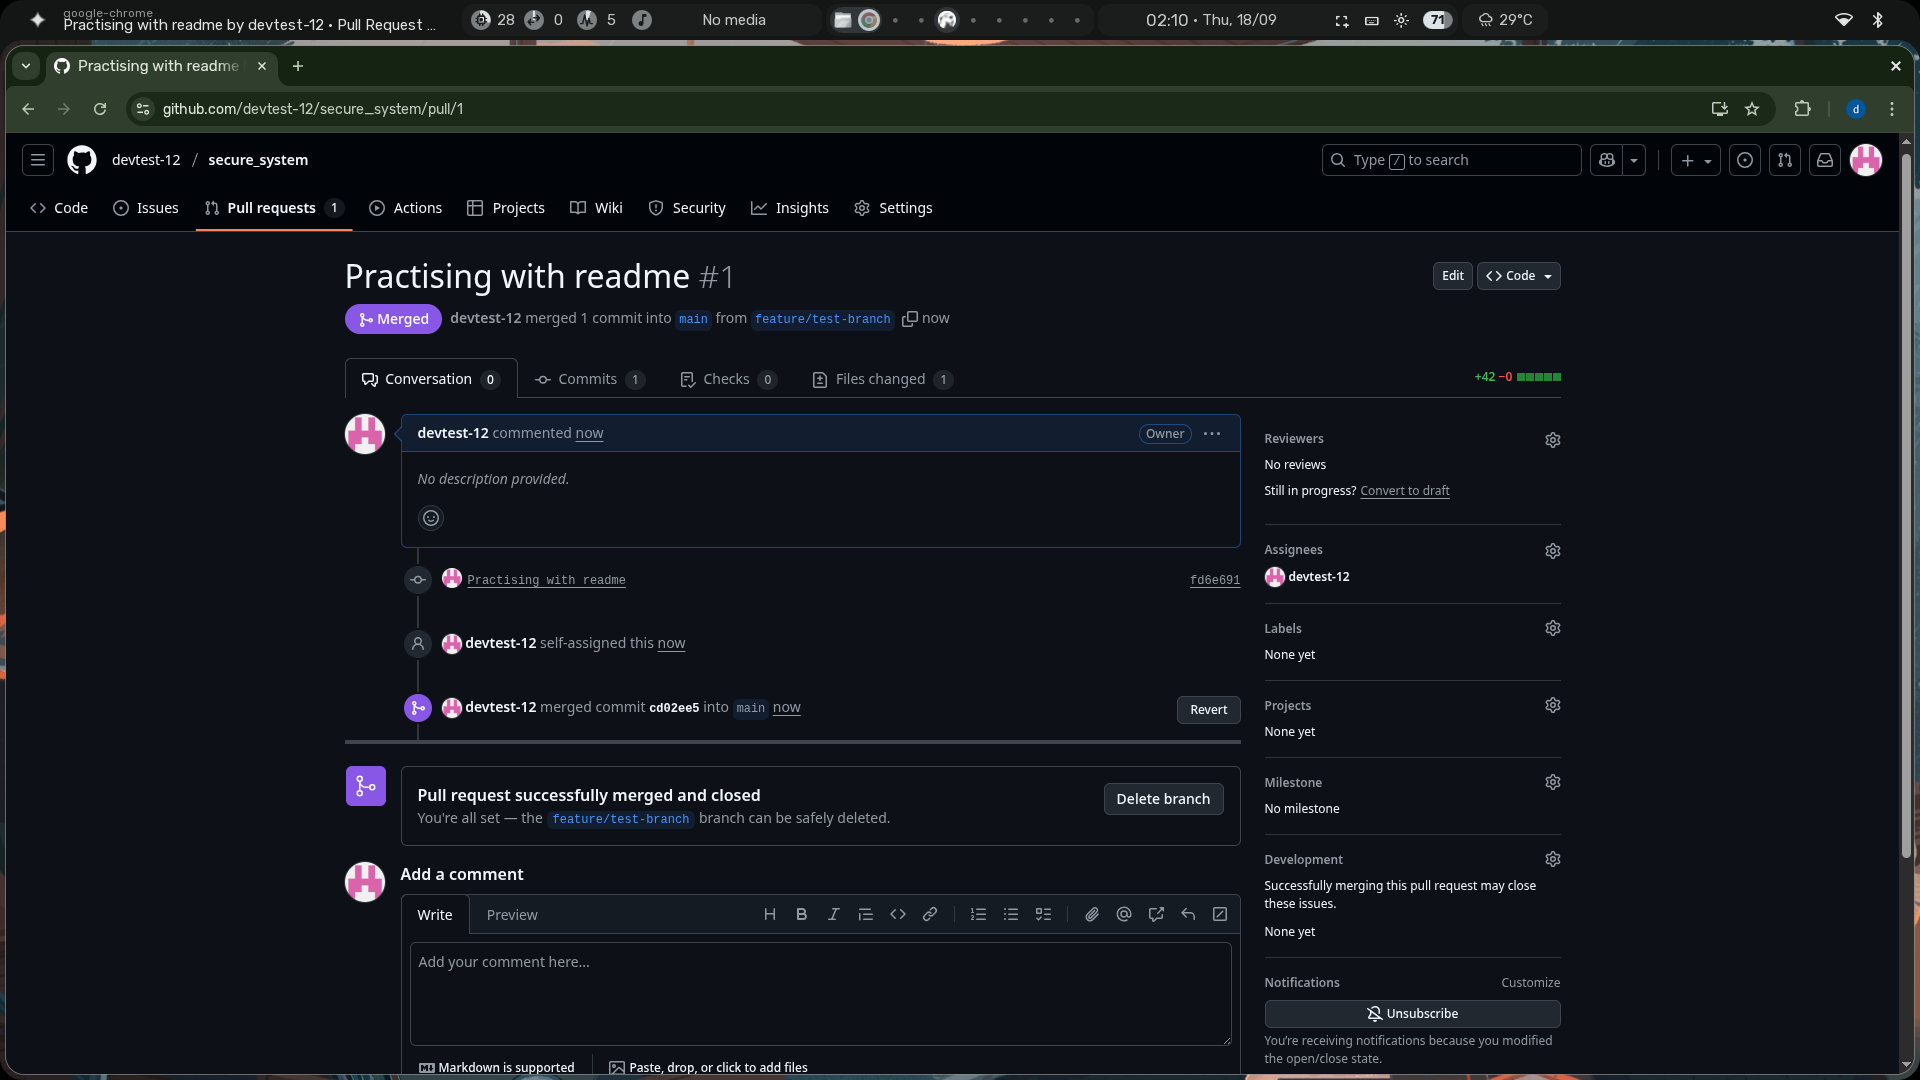 google-chrome
Practising with readme by devtest-12 • Pull Request ...
28 0 5
No media
02:10 • Thu, 18/09
71
29°C
Practising with readme
github.com/devtest-12/secure_system/pull/1
d
devtest-12 / secure_system
Type / to search
Code
Issues
Pull requests 1
Actions
Projects
Wiki
Security
Insights
Settings
Practising with readme #1
Edit
Code
Merged
devtest-12 merged 1 commit into main from feature/test-branch now
Conversation 0
Commits 1
Checks 0
Files changed 1
+42 −0
devtest-12 commented now
Owner
No description provided.
Practising with readme
fd6e691
devtest-12 self-assigned this now
devtest-12 merged commit cd02ee5 into main now
Revert
Pull request successfully merged and closed
You're all set — the feature/test-branch branch can be safely deleted.
Delete branch
Add a comment
Write
Preview
Add your comment here...
Markdown is supported
Paste, drop, or click to add files
Reviewers
No reviews
Still in progress? Convert to draft
Assignees
devtest-12
Labels
None yet
Projects
None yet
Milestone
No milestone
Development
Successfully merging this pull request may close
these issues.
None yet
Notifications
Customize
Unsubscribe
You're receiving notifications because you modified
the open/close state.